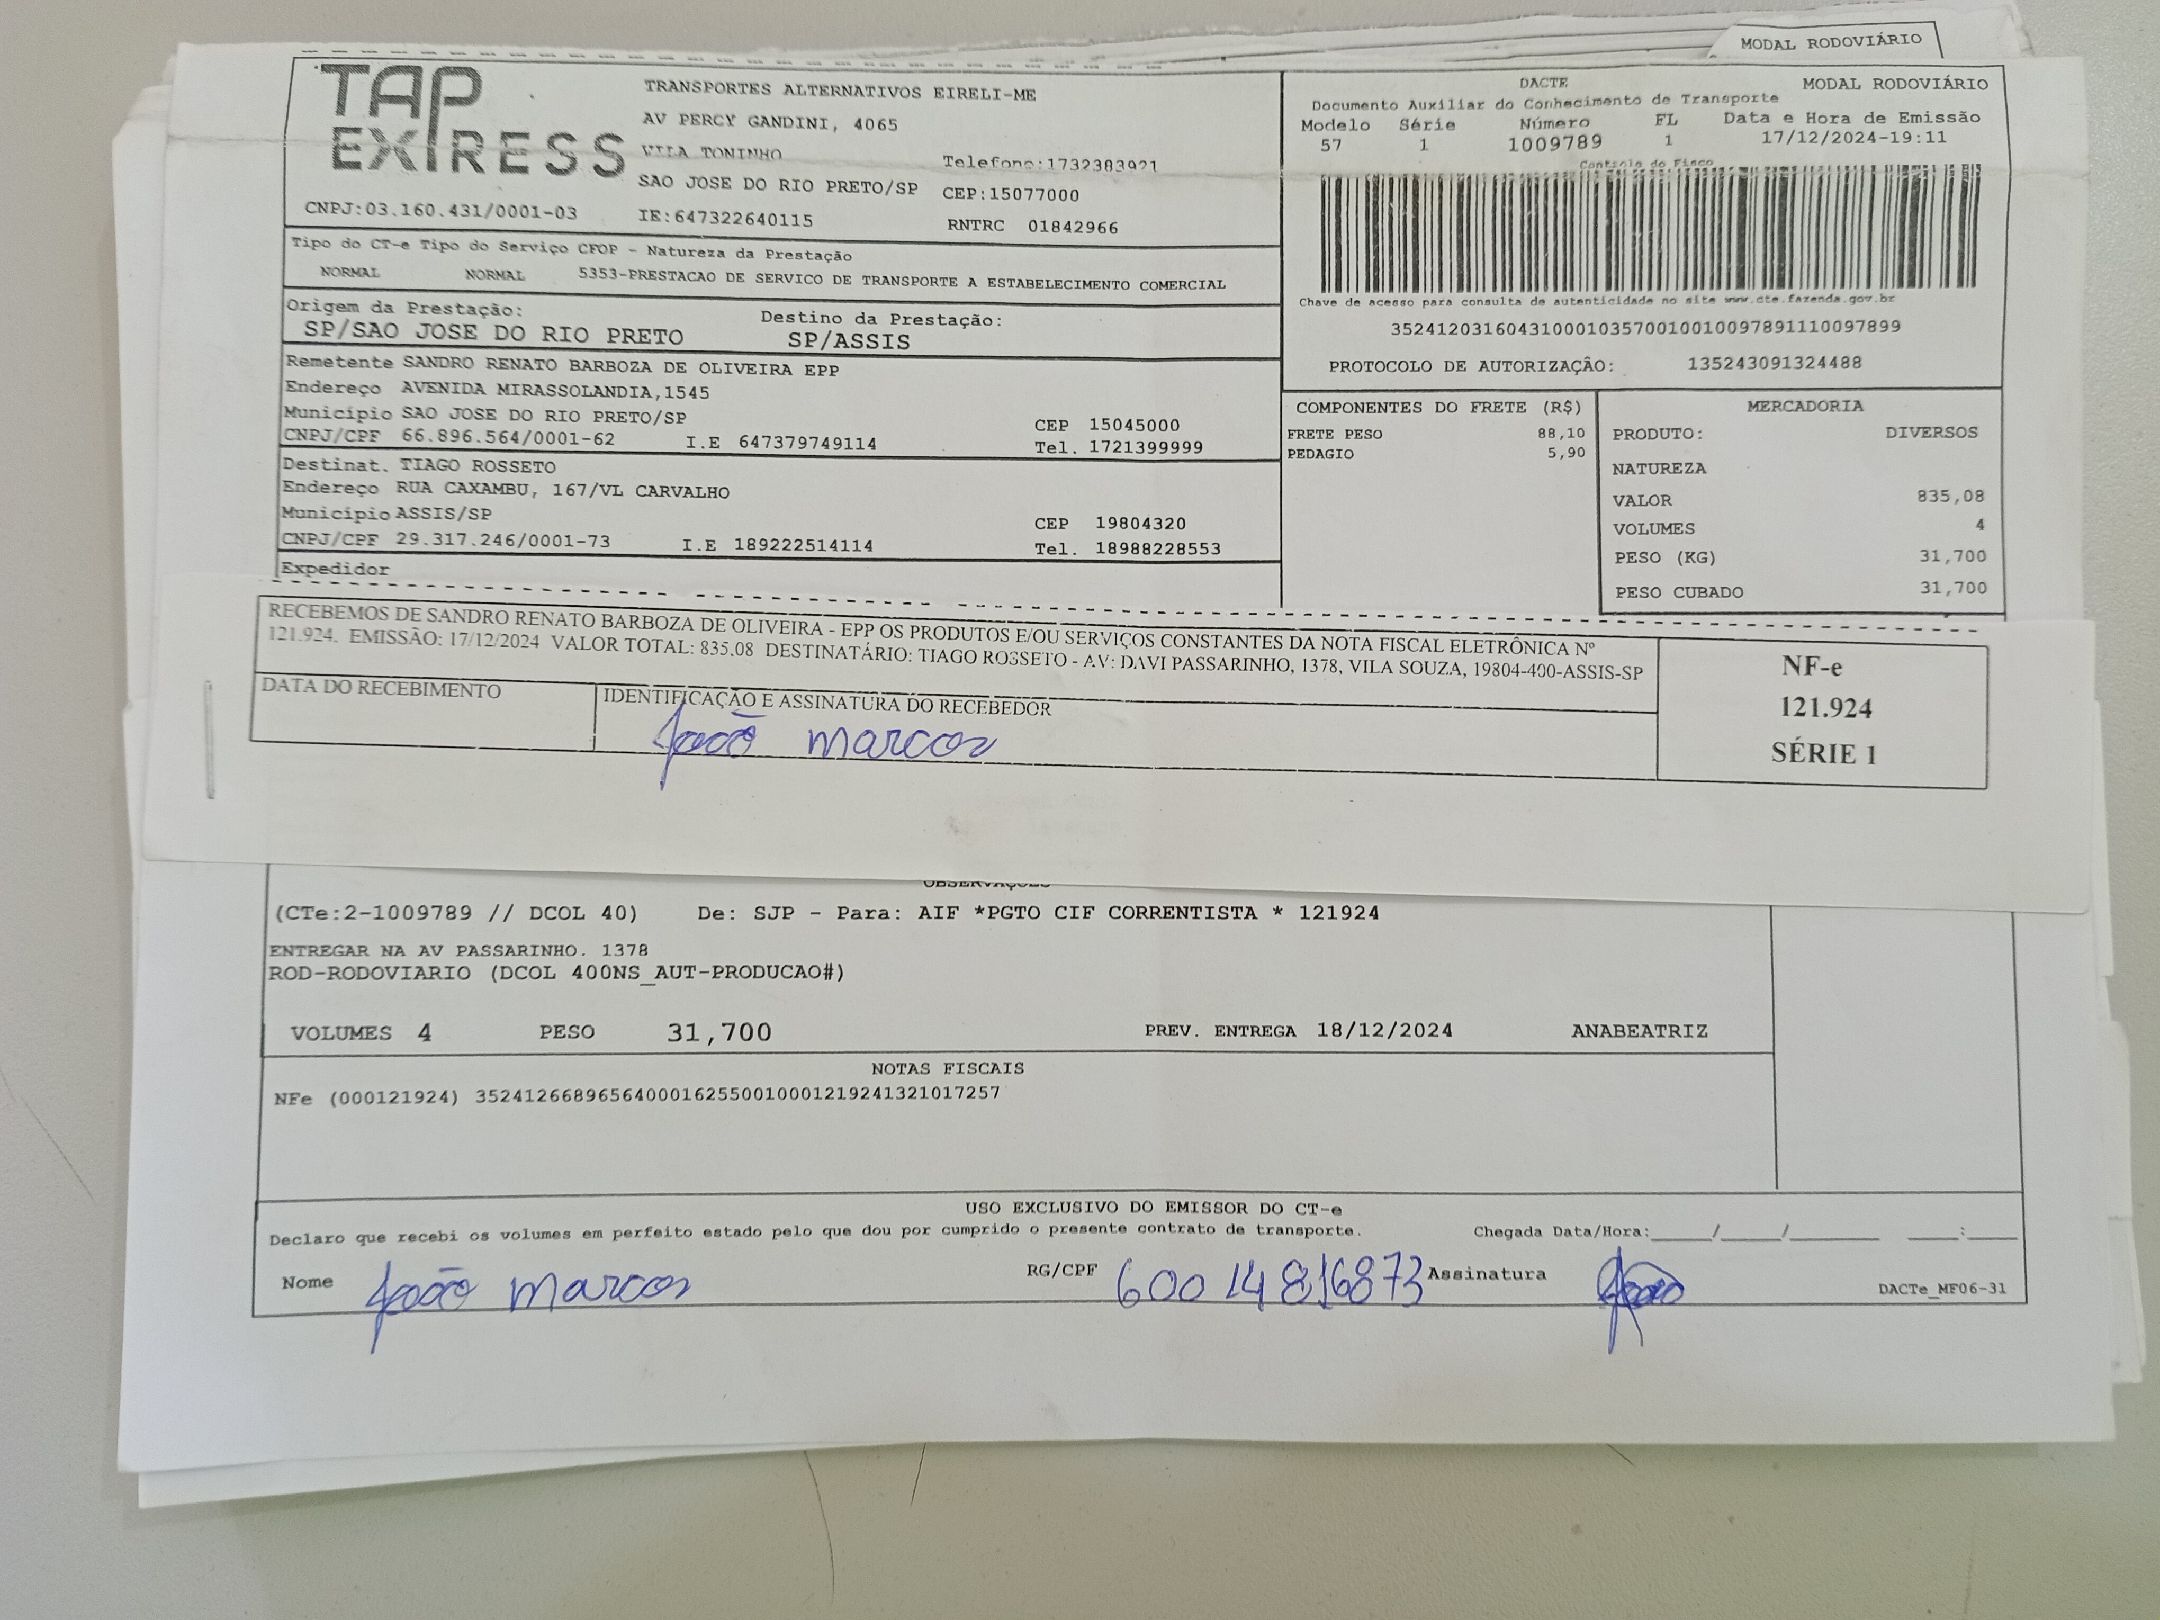 MODAL RODOVIÁRIO
TAP EXPRESS
TRANSPORTES ALTERNATIVOS EIRELI-ME
AV PERCY GANDINI, 4065
VILA TONINHO
Telefone:1732383921
SAO JOSE DO RIO PRETO/SP CEP:15077000
CNPJ:03.160.431/0001-03 IE:647322640115 RNTRC 01842966
DACTE MODAL RODOVIÁRIO
Documento Auxiliar do Conhecimento de Transporte
Modelo Série Número FL Data e Hora de Emissão
57 1 1009789 1 17/12/2024-19:11
Controle do Fisco
Chave de acesso para consulta de autenticidade no site www.cte.fazenda.gov.br
35241203160431000103570010010097891110097899
PROTOCOLO DE AUTORIZAÇÃO: 135243091324488
Tipo do CT-e Tipo do Serviço CFOP - Natureza da Prestação
NORMAL NORMAL 5353-PRESTACAO DE SERVICO DE TRANSPORTE A ESTABELECIMENTO COMERCIAL
Origem da Prestação: Destino da Prestação:
SP/SAO JOSE DO RIO PRETO SP/ASSIS
Remetente SANDRO RENATO BARBOZA DE OLIVEIRA EPP
Endereço AVENIDA MIRASSOLANDIA,1545
Município SAO JOSE DO RIO PRETO/SP CEP 15045000
CNPJ/CPF 66.896.564/0001-62 I.E 647379749114 Tel. 1721399999
Destinat. TIAGO ROSSETO
Endereço RUA CAXAMBU, 167/VL CARVALHO
Município ASSIS/SP CEP 19804320
CNPJ/CPF 29.317.246/0001-73 I.E 189222514114 Tel. 18988228553
Expedidor
COMPONENTES DO FRETE (R$)
FRETE PESO 88,10
PEDAGIO 5,90
MERCADORIA
PRODUTO: DIVERSOS
NATUREZA
VALOR 835,08
VOLUMES 4
PESO (KG) 31,700
PESO CUBADO 31,700
RECEBEMOS DE SANDRO RENATO BARBOZA DE OLIVEIRA - EPP OS PRODUTOS E/OU SERVIÇOS CONSTANTES DA NOTA FISCAL ELETRÔNICA Nº
121.924. EMISSÃO: 17/12/2024 VALOR TOTAL: 835.08 DESTINATÁRIO: TIAGO ROSSETO - AV: DAVI PASSARINHO, 1378, VILA SOUZA, 19804-400-ASSIS-SP
DATA DO RECEBIMENTO IDENTIFICAÇÃO E ASSINATURA DO RECEBEDOR
João Marcos
NF-e
121.924
SÉRIE 1
OBSERVAÇÕES
(CTe:2-1009789 // DCOL 40) De: SJP - Para: AIF *PGTO CIF CORRENTISTA * 121924
ENTREGAR NA AV PASSARINHO. 1378
ROD-RODOVIARIO (DCOL 400NS_AUT-PRODUCAO#)
VOLUMES 4 PESO 31,700 PREV. ENTREGA 18/12/2024 ANABEATRIZ
NOTAS FISCAIS
NFe (000121924) 35241266896564000162550010001219241321017257
USO EXCLUSIVO DO EMISSOR DO CT-e
Declaro que recebi os volumes em perfeito estado pelo que dou por cumprido o presente contrato de transporte. Chegada Data/Hora:_____/_____/_______ ____:____
Nome João Marcos RG/CPF 60014816873 Assinatura João DACTe_MF06-31